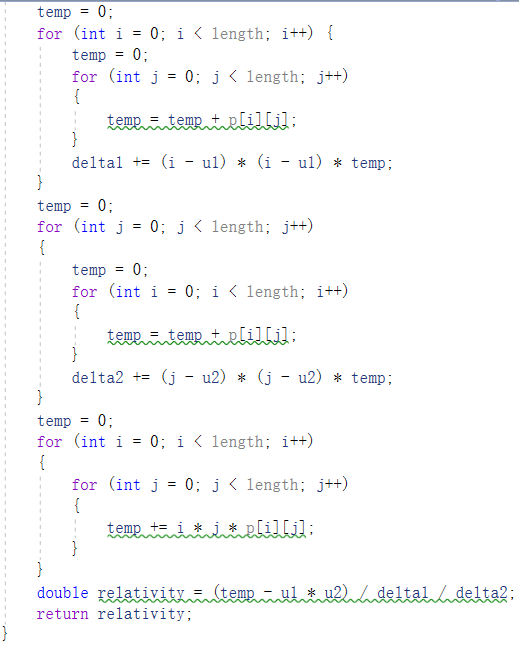 temp = 0;
for (int i = 0; i < length; i++) {
temp = 0;
for (int j = 0; j < length; j++)
{
temp = temp + p[i][j];
}
delta1 += (i - u1) * (i - u1) * temp;
}
temp = 0;
for (int j = 0; j < length; j++)
{
temp = 0;
for (int i = 0; i < length; i++)
{
temp = temp + p[i][j];
}
delta2 += (j - u2) * (j - u2) * temp;
}
temp = 0;
for (int i = 0; i < length; i++)
{
for (int j = 0; j < length; j++)
{
temp += i * j * p[i][j];
}
}
double relativity = (temp - u1 * u2) / delta1 / delta2;
return relativity;
}